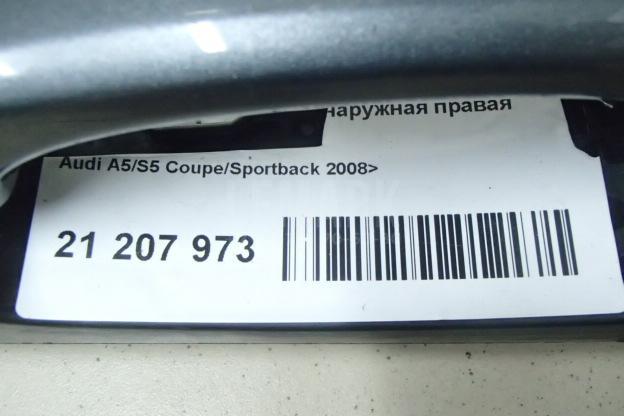 наружная правая
Audi A5/S5 Coupe/Sportback 2008>
21 207 973